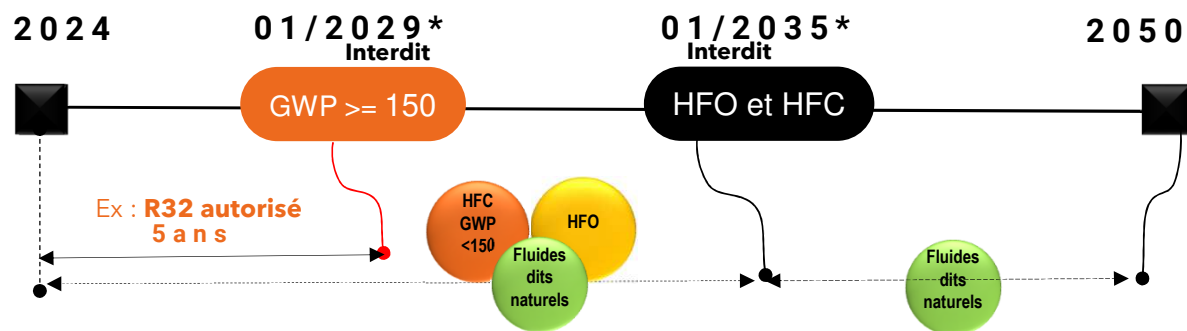 2024
01/2029*
Interdit
01/2035*
Interdit
2050
GWP >= 150
HFO et HFC
Ex : R32 autorisé
5 ans
HFC
GWP
<150
HFO
Fluides
dits
naturels
Fluides
dits
naturels